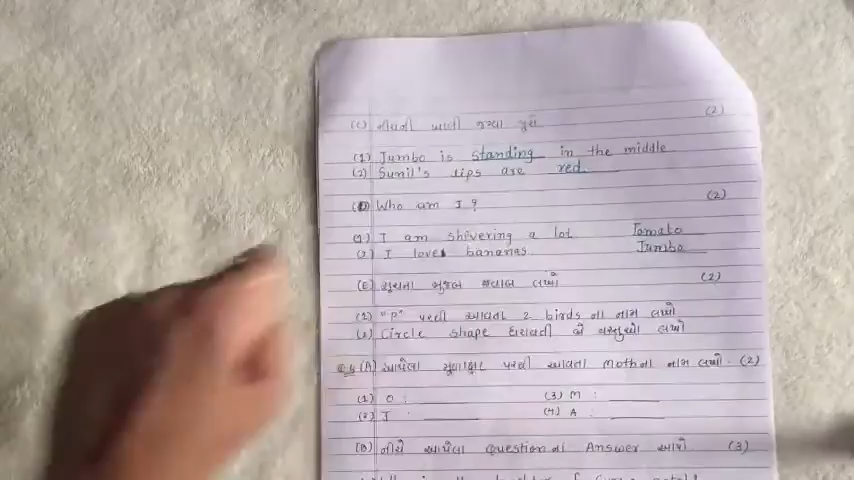 (C) નીચેની ખાલી જગ્યા પૂરો (2)
(1) Jumbo is standing in the middle
(2) Sunil's lips are red
(D) Who am I ? (2)
(1) I am shivering a lot Tomato
(2) I love bananas Jumbo
(E) સૂચના મુજબ જવાબ લખો (2)
(1) "P" પરથી આવતા 2 birds ના નામ લખો
(2) Circle shape ધરાવતી બે વસ્તુઓ લખો
(A) આપેલા મૂળાક્ષર પરથી આવતા Month ના નામ લખો. (2)
(1) O : (3) M :
(2) J : (4) A :
(B) નીચે આપેલા question ના Answer આપો (3)